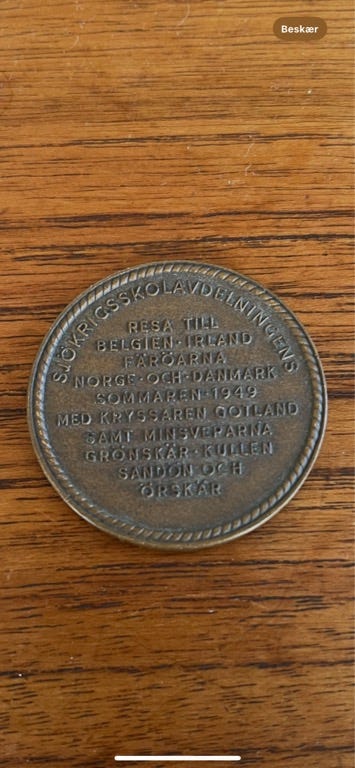 Beskær
SJÖKRIGSSKOLAVDELNINGENS
RESA TILL
BELGIEN · IRLAND
FÄRÖARNA
NORGE · OCH · DANMARK
SOMMAREN · 1949
MED KRYSSAREN GOTLAND
SAMT MINSVEPARNA
GRÖNSKÄR · KULLEN
SANDÖN OCH
ÖRSKÄR